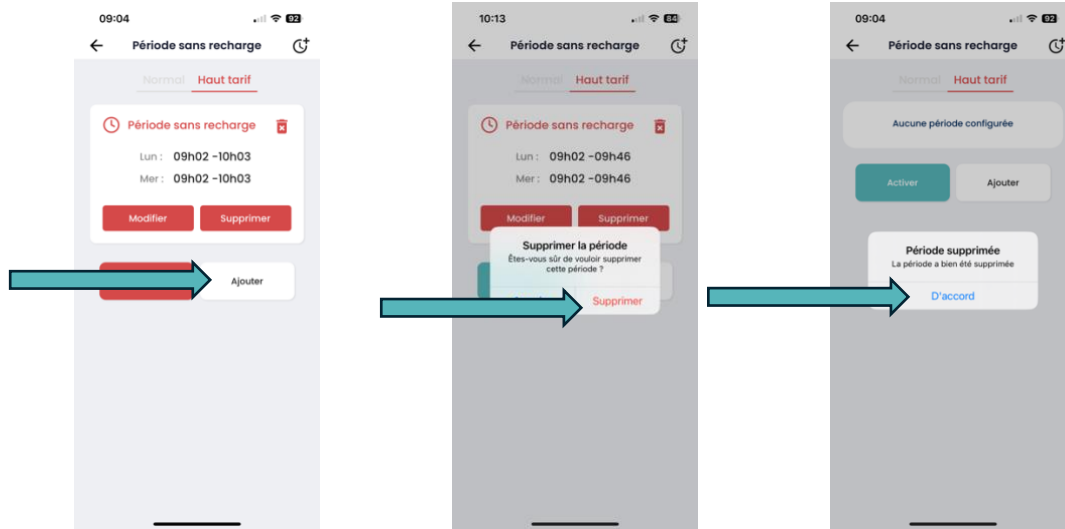 09:04
92
Période sans recharge
Normal
Haut tarif
Période sans recharge
Lun : 09h02 -10h03
Mer : 09h02 -10h03
Modifier
Supprimer
Ajouter
10:13
84
Période sans recharge
Normal
Haut tarif
Période sans recharge
Lun : 09h02 -09h46
Mer : 09h02 -09h46
Modifier
Supprimer
Supprimer la période
Êtes-vous sûr de vouloir supprimer
cette période ?
Supprimer
09:04
92
Période sans recharge
Normal
Haut tarif
Aucune période configurée
Activer
Ajouter
Période supprimée
La période a bien été supprimée
D'accord